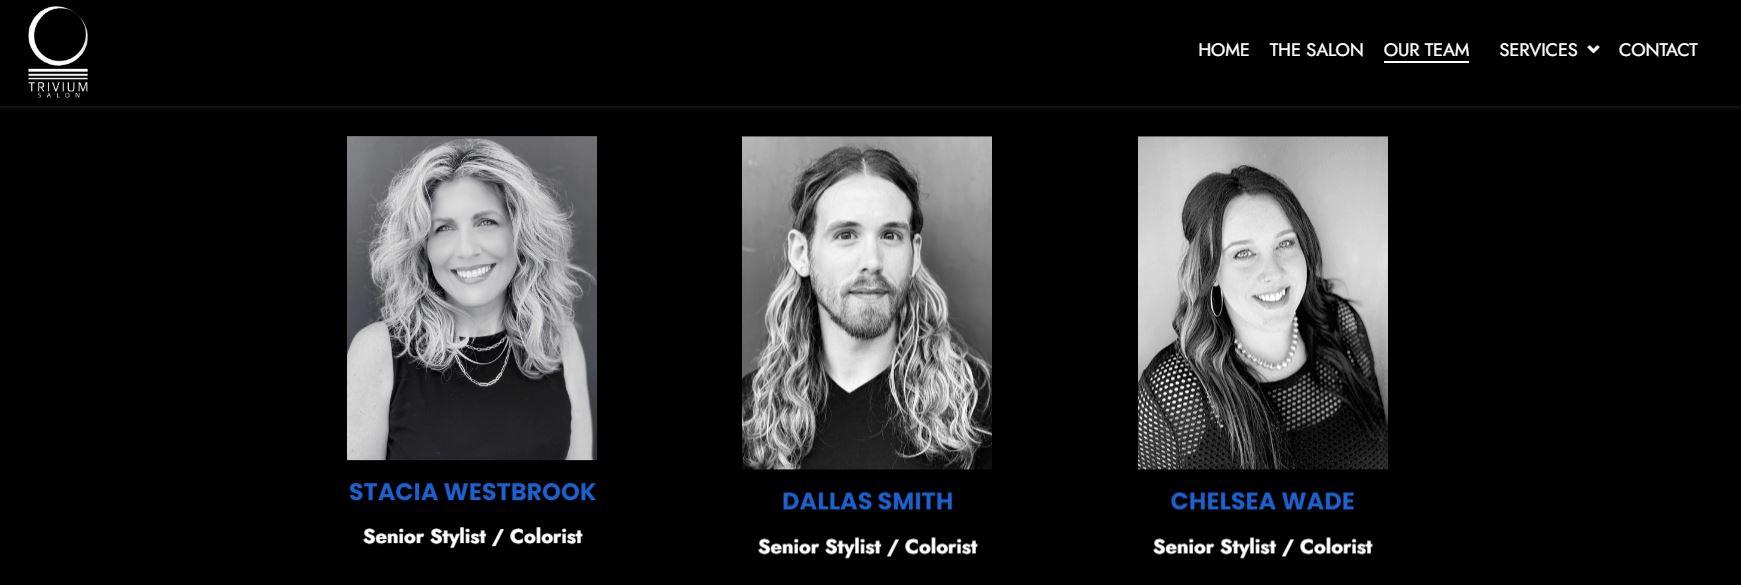 TRIVIUM
SALON
HOME THE SALON OUR TEAM SERVICES CONTACT
STACIA WESTBROOK
Senior Stylist / Colorist
DALLAS SMITH
Senior Stylist / Colorist
CHELSEA WADE
Senior Stylist / Colorist